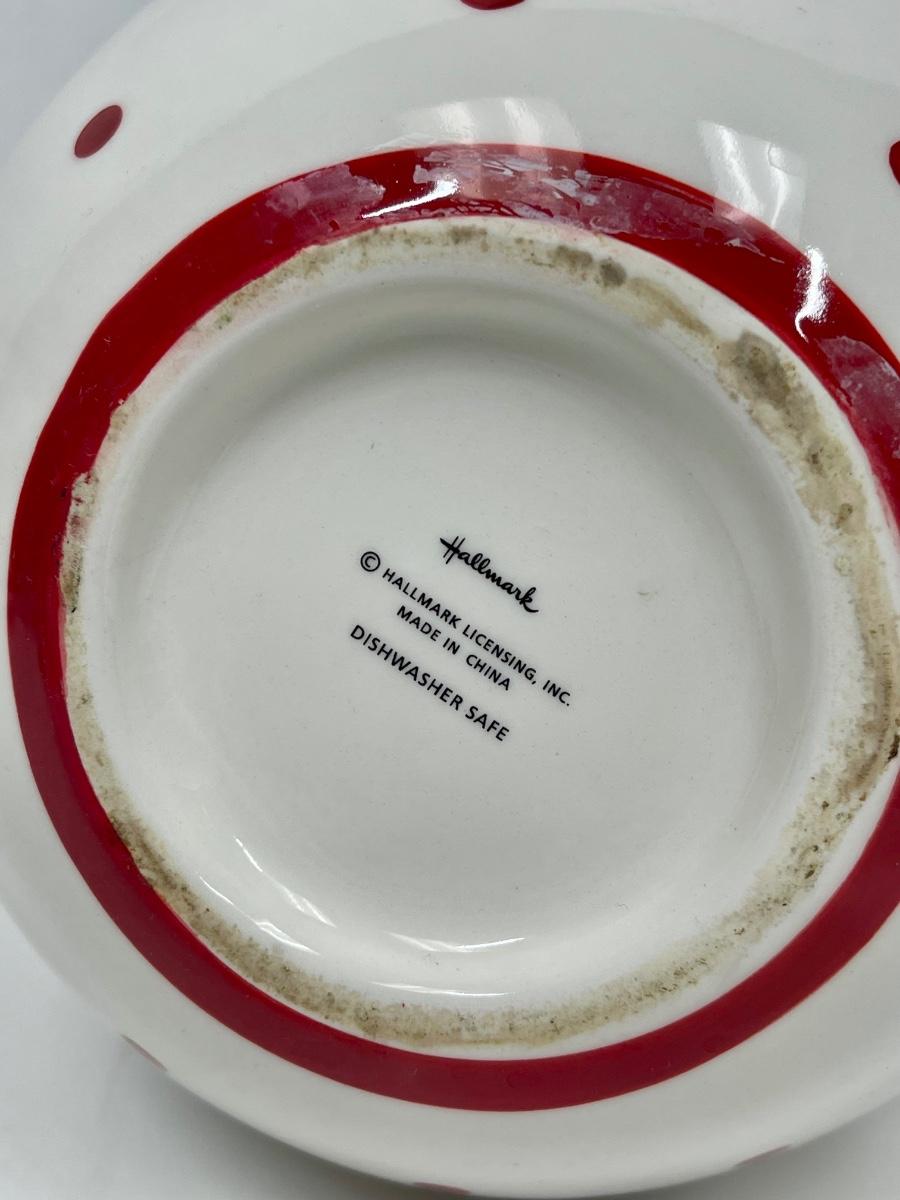 Hallmark
© HALLMARK LICENSING, INC.
MADE IN CHINA
DISHWASHER SAFE